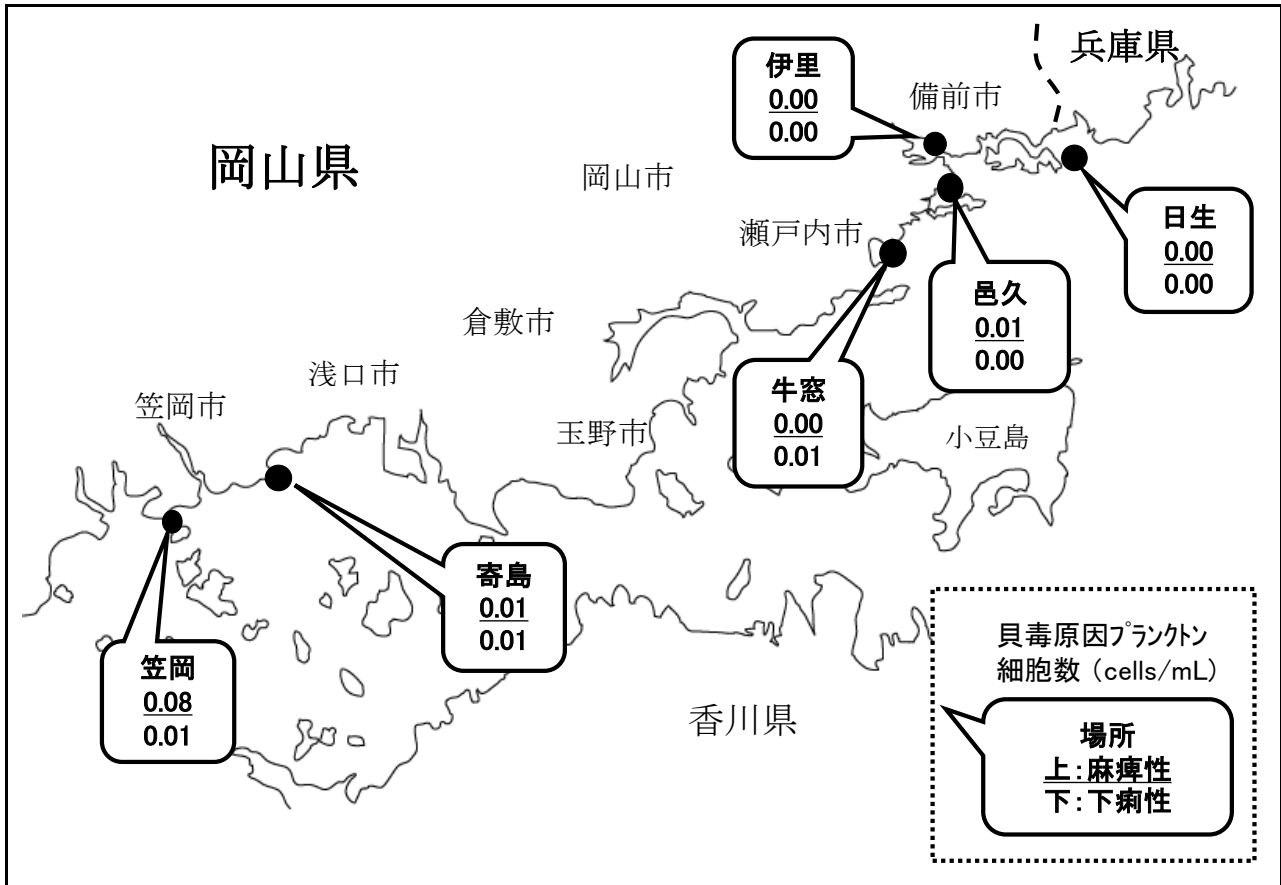 兵庫県
伊里
0.00
0.00
備前市
岡山県
岡山市
日生
0.00
0.00
瀬戸内市
邑久
0.01
0.00
倉敷市
浅口市
牛窓
0.00
0.01
笠岡市
玉野市
小豆島
寄島
0.01
0.01
笠岡
0.08
0.01
香川県
貝毒原因プランクトン
細胞数（cells/mL）
場所
上：麻痺性
下：下痢性